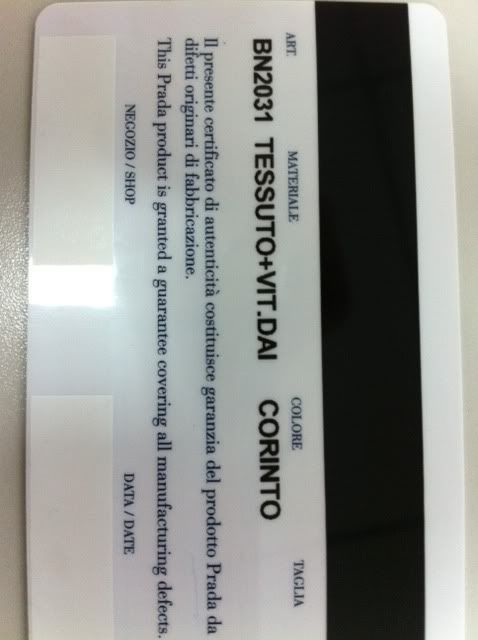 ART. MATERIALE COLORE TAGLIA
BN2031 TESSUTO+VIT.DAI CORINTO
Il presente certificato di autenticità costituisce garanzia del prodotto Prada da
difetti originari di fabbricazione.
This Prada product is granted a guarantee covering all manufacturing defects.
NEGOZIO / SHOP DATA / DATE